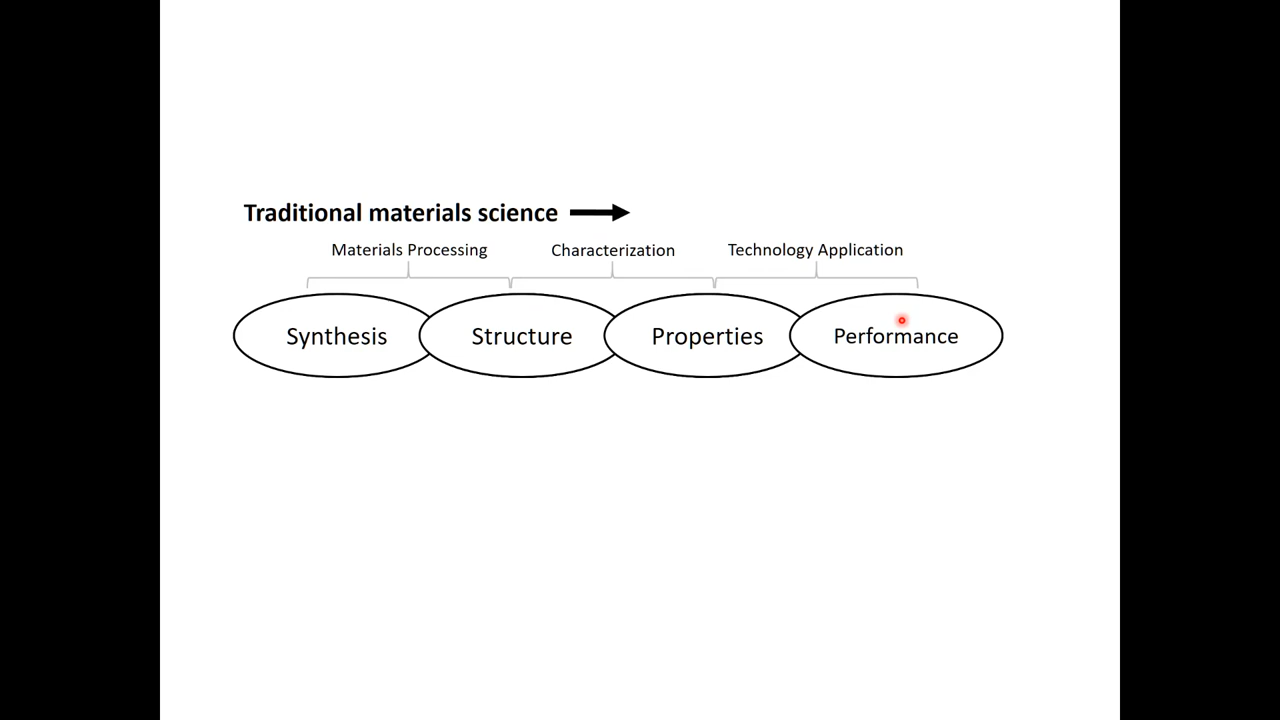 Traditional materials science
Materials Processing Characterization Technology Application
Synthesis Structure Properties Performance